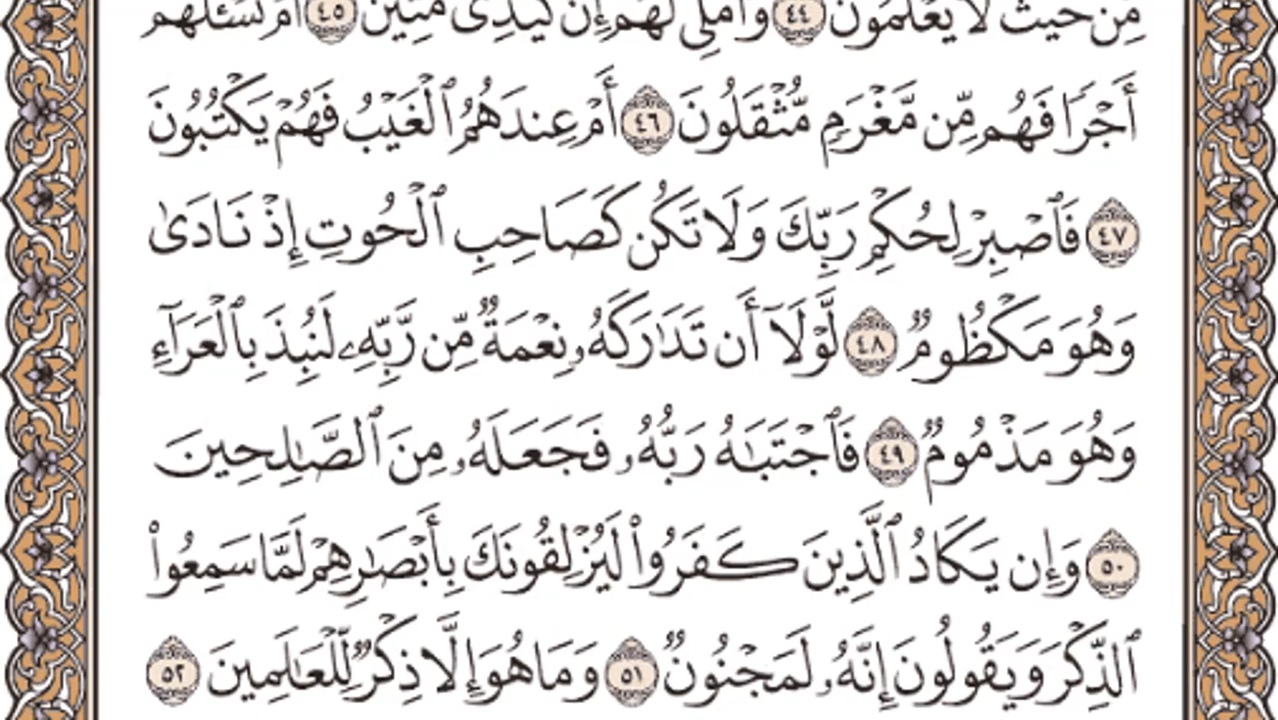 مِّنْ حَيْثُ لَا يَعْلَمُونَ ٤٤ وَأُمْلِى لَهُمْ إِنَّ كَيْدِى مَتِينٌ ٤٥ أَمْ تَسْـَٔلُهُمْ
أَجْرًا فَهُم مِّن مَّغْرَمٍ مُّثْقَلُونَ ٤٦ أَمْ عِندَهُمُ ٱلْغَيْبُ فَهُمْ يَكْتُبُونَ
٤٧ فَٱصْبِرْ لِحُكْمِ رَبِّكَ وَلَا تَكُن كَصَاحِبِ ٱلْحُوتِ إِذْ نَادَىٰ
وَهُوَ مَكْظُومٌ ٤٨ لَّوْلَآ أَن تَدَٰرَكَهُۥ نِعْمَةٌ مِّن رَّبِّهِۦ لَنُبِذَ بِٱلْعَرَآءِ
وَهُوَ مَذْمُومٌ ٤٩ فَٱجْتَبَـٰهُ رَبُّهُۥ فَجَعَلَهُۥ مِنَ ٱلصَّـٰلِحِينَ
٥٠ وَإِن يَكَادُ ٱلَّذِينَ كَفَرُوا۟ لَيُزْلِقُونَكَ بِأَبْصَـٰرِهِمْ لَمَّا سَمِعُوا۟
ٱلذِّكْرَ وَيَقُولُونَ إِنَّهُۥ لَمَجْنُونٌ ٥١ وَمَا هُوَ إِلَّا ذِكْرٌ لِّلْعَـٰلَمِينَ ٥٢